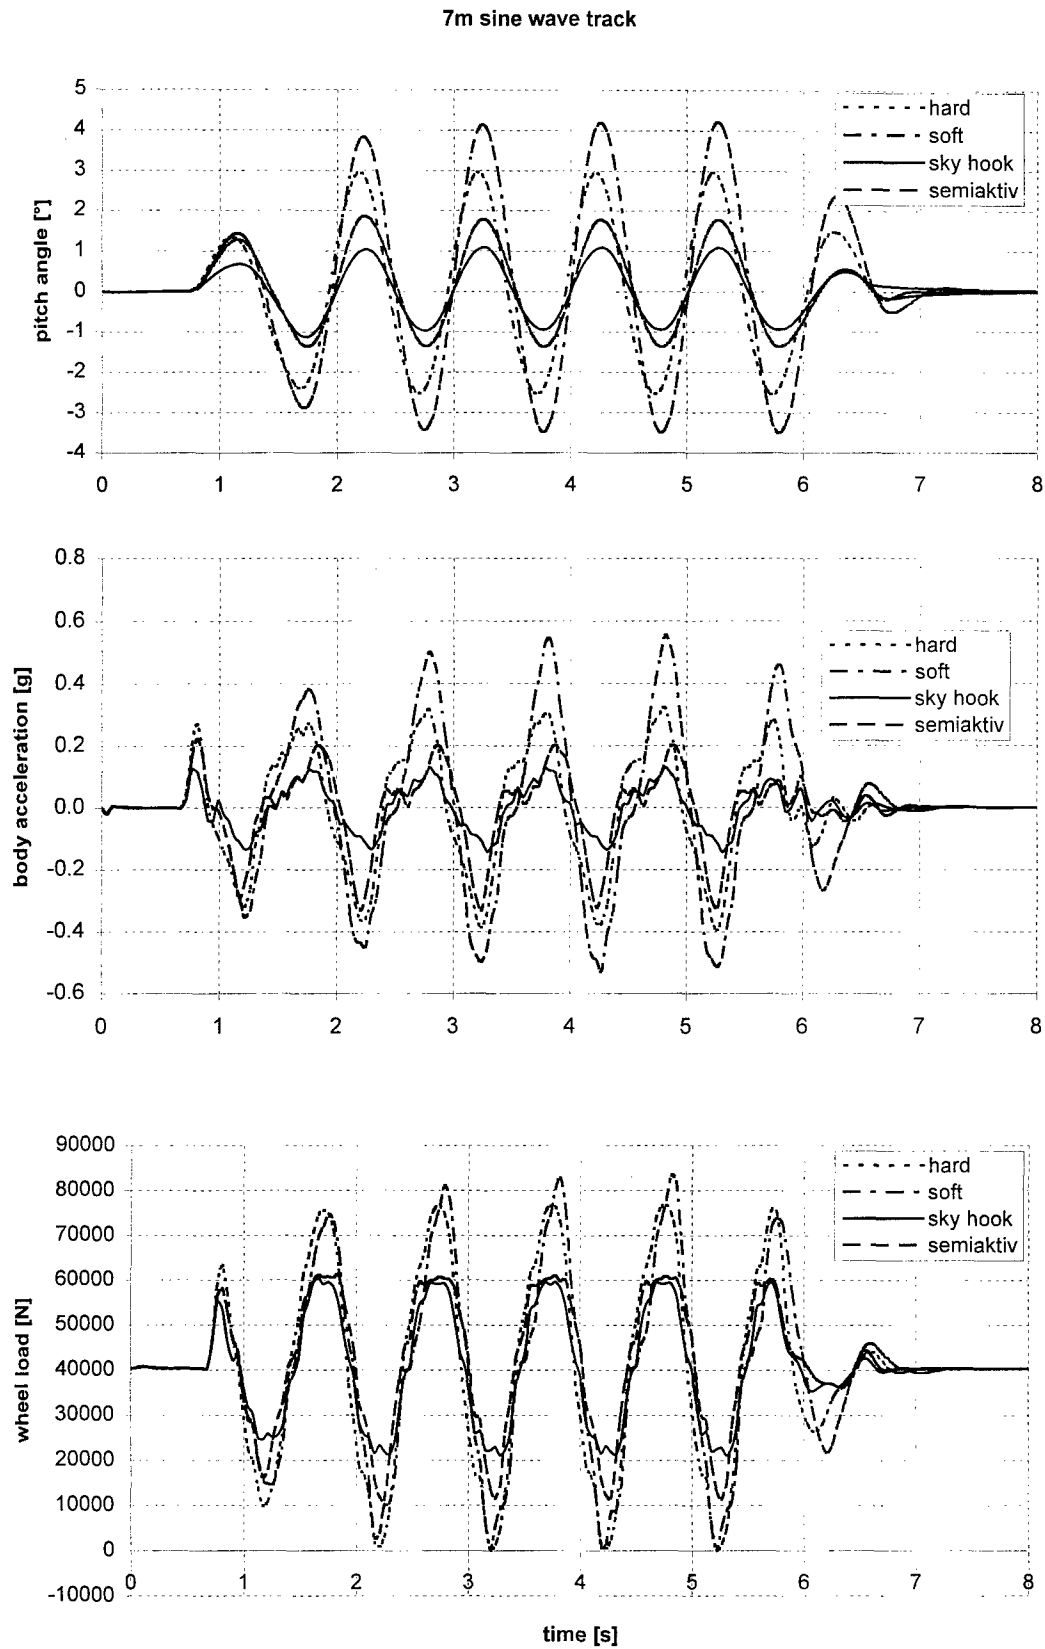 7m sine wave track
pitch angle [°]
5
4
3
2
1
0
-1
-2
-3
-4
0 1 2 3 4 5 6 7 8
hard
soft
sky hook
semiaktiv
body acceleration [g]
0.8
0.6
0.4
0.2
0.0
-0.2
-0.4
-0.6
0 1 2 3 4 5 6 7 8
hard
soft
sky hook
semiaktiv
wheel load [N]
90000
80000
70000
60000
50000
40000
30000
20000
10000
0
-10000
0 1 2 3 4 5 6 7 8
hard
soft
sky hook
semiaktiv
time [s]